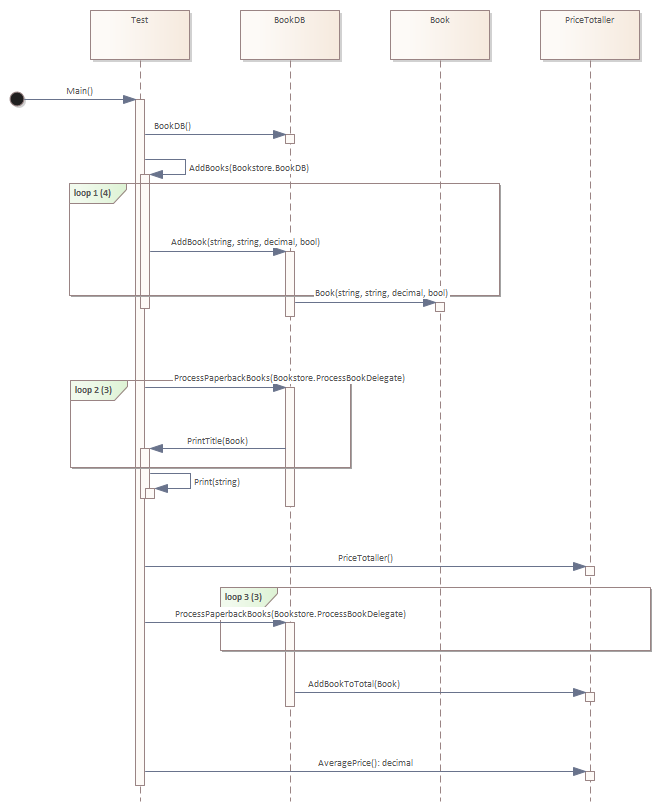 Test
BookDB
Book
PriceTotaller
Main()
BookDB()
AddBooks(Bookstore.BookDB)
loop 1 (4)
AddBook(string, string, decimal, bool)
Book(string, string, decimal, bool)
ProcessPaperbackBooks(Bookstore.ProcessBookDelegate)
loop 2 (3)
PrintTitle(Book)
Print(string)
PriceTotaller()
loop 3 (3)
ProcessPaperbackBooks(Bookstore.ProcessBookDelegate)
AddBookToTotal(Book)
AveragePrice(): decimal